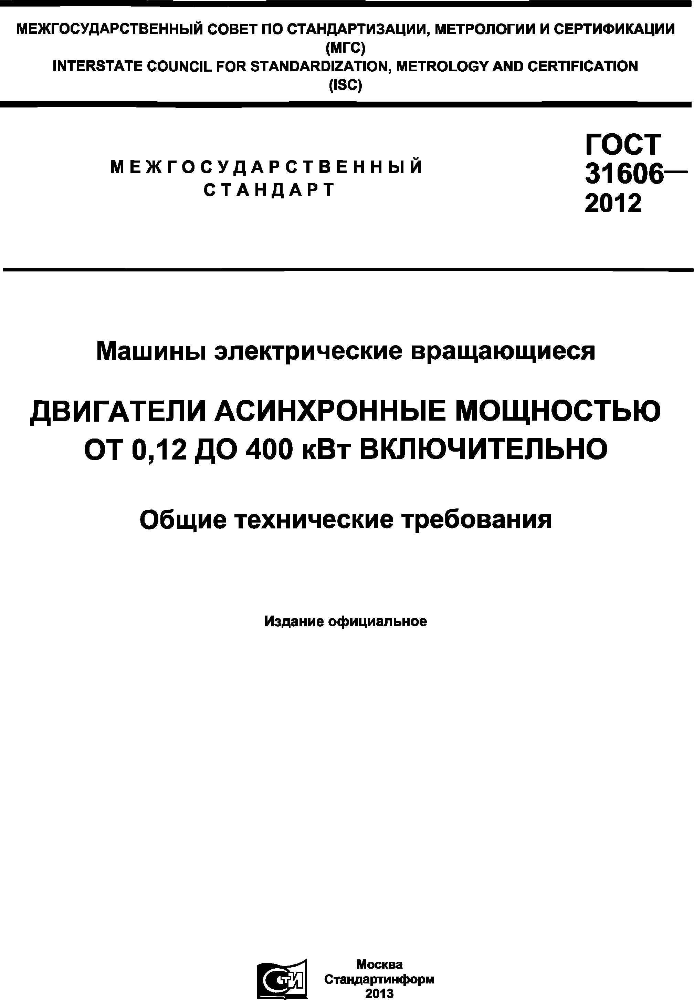 МЕЖГОСУДАРСТВЕННЫЙ СОВЕТ ПО СТАНДАРТИЗАЦИИ, МЕТРОЛОГИИ И СЕРТИФИКАЦИИ
(МГС)
INTERSTATE COUNCIL FOR STANDARDIZATION, METROLOGY AND CERTIFICATION
(ISC)
МЕЖГОСУДАРСТВЕННЫЙ
СТАНДАРТ
ГОСТ
31606—
2012
Машины электрические вращающиеся
ДВИГАТЕЛИ АСИНХРОННЫЕ МОЩНОСТЬЮ
ОТ 0,12 ДО 400 кВт ВКЛЮЧИТЕЛЬНО
Общие технические требования
Издание официальное
Сти
Москва
Стандартинформ
2013